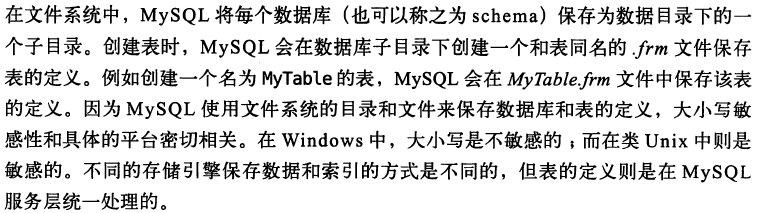 在文件系统中，MySQL 将每个数据库（也可以称之为 schema）保存为数据目录下的一
个子目录。创建表时，MySQL 会在数据库子目录下创建一个和表同名的 .frm 文件保存
表的定义。例如创建一个名为 MyTable 的表，MySQL 会在 MyTable.frm 文件中保存该表
的定义。因为 MySQL 使用文件系统的目录和文件来保存数据库和表的定义，大小写敏
感性和具体的平台密切相关。在 Windows 中，大小写是不敏感的；而在类 Unix 中则是
敏感的。不同的存储引擎保存数据和索引的方式是不同的，但表的定义则是在 MySQL
服务层统一处理的。